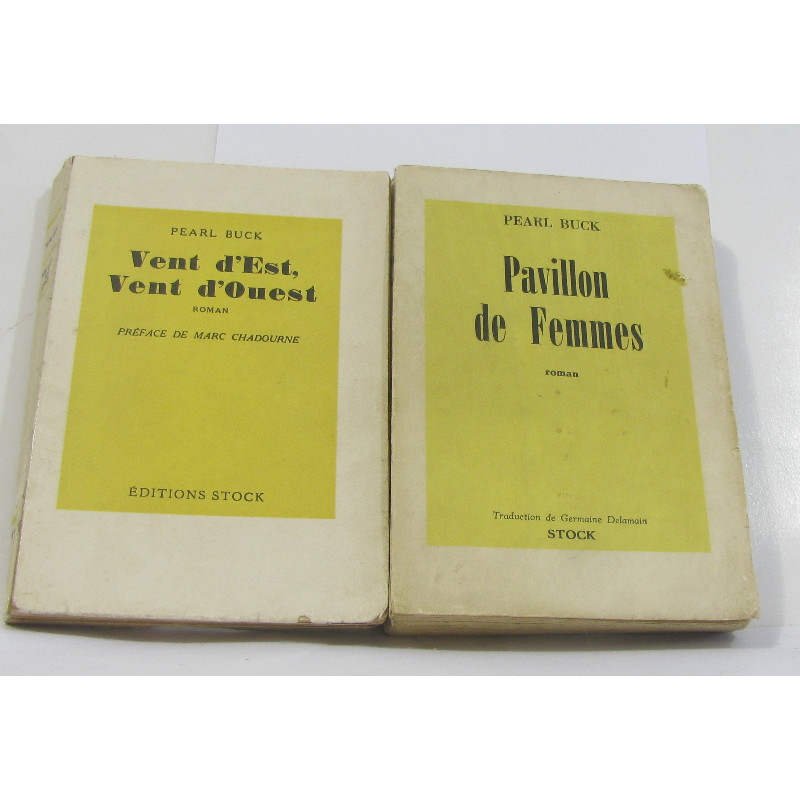 PEARL BUCK
Vent d'Est,
Vent d'Ouest
ROMAN
PRÉFACE DE MARC CHADOURNE
ÉDITIONS STOCK
PEARL BUCK
Pavillon
de Femmes
roman
Traduction de Germaine Delamain
STOCK